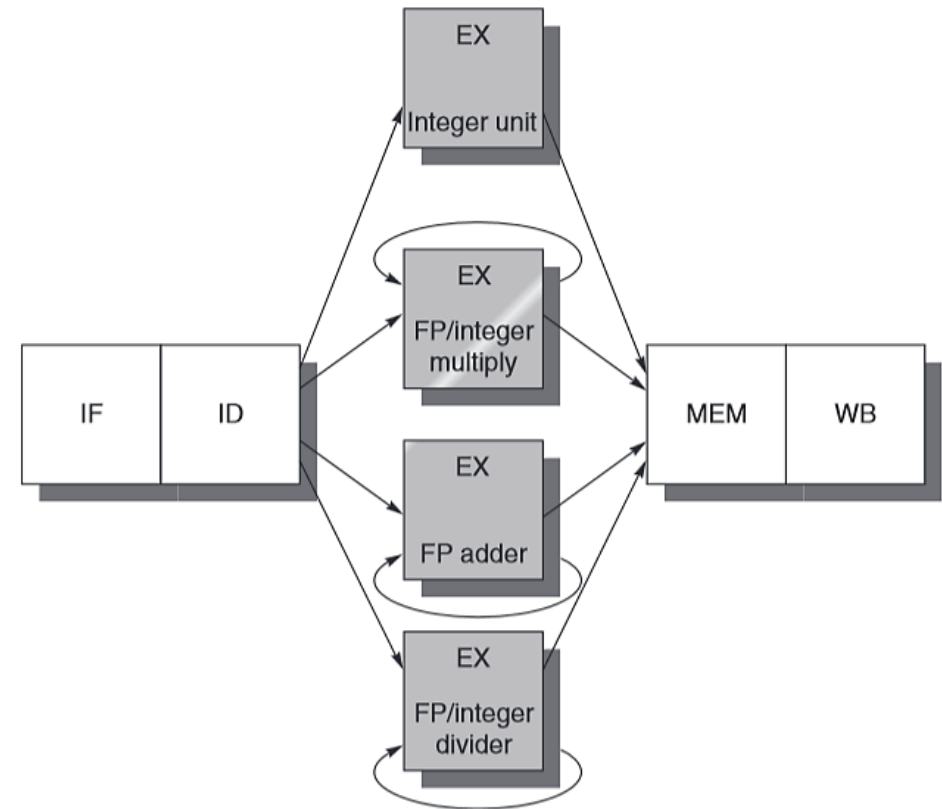 EX
Integer unit
EX
FP/integer
multiply
IF
ID
MEM
WB
EX
FP adder
EX
FP/integer
divider